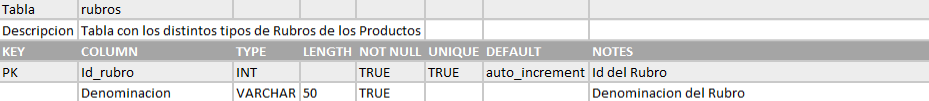 Tabla rubros
Descripcion Tabla con los distintos tipos de Rubros de los Productos
KEY COLUMN TYPE LENGTH NOT NULL UNIQUE DEFAULT NOTES
PK Id_rubro INT TRUE TRUE auto_increment Id del Rubro
Denominacion VARCHAR 50 TRUE Denominacion del Rubro